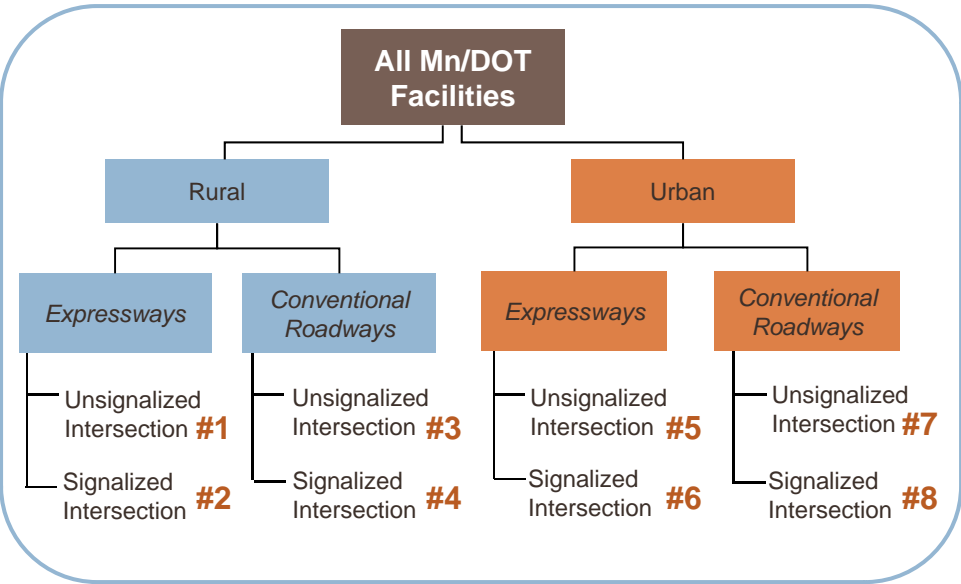 All Mn/DOT
Facilities
Rural
Urban
Expressways
Conventional
Roadways
Expressways
Conventional
Roadways
Unsignalized
Intersection #1
Signalized
Intersection #2
Unsignalized
Intersection #3
Signalized
Intersection #4
Unsignalized
Intersection #5
Signalized
Intersection #6
Unsignalized
Intersection #7
Signalized
Intersection #8